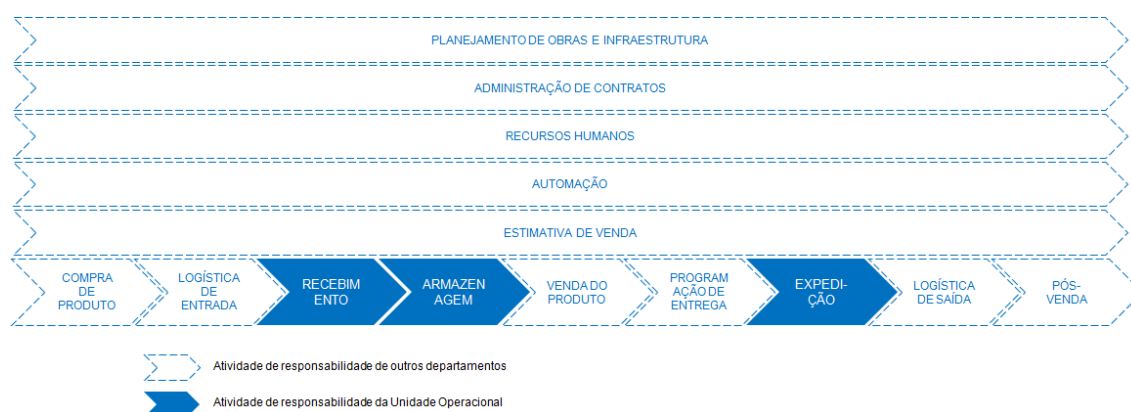 PLANEJAMENTO DE OBRAS E INFRAESTRUTURA
ADMINISTRAÇÃO DE CONTRATOS
RECURSOS HUMANOS
AUTOMAÇÃO
ESTIMATIVA DE VENDA
COMPRA
DE
PRODUTO
LOGÍSTICA
DE
ENTRADA
RECEBIM
ENTO
ARMAZEN
AGEM
VENDA DO
PRODUTO
PROGRAM
AÇÃO DE
ENTREGA
EXPEDI-
ÇÃO
LOGÍSTICA
DE SAÍDA
PÓS-
VENDA
Atividade de responsabilidade de outros departamentos
Atividade de responsabilidade da Unidade Operacional